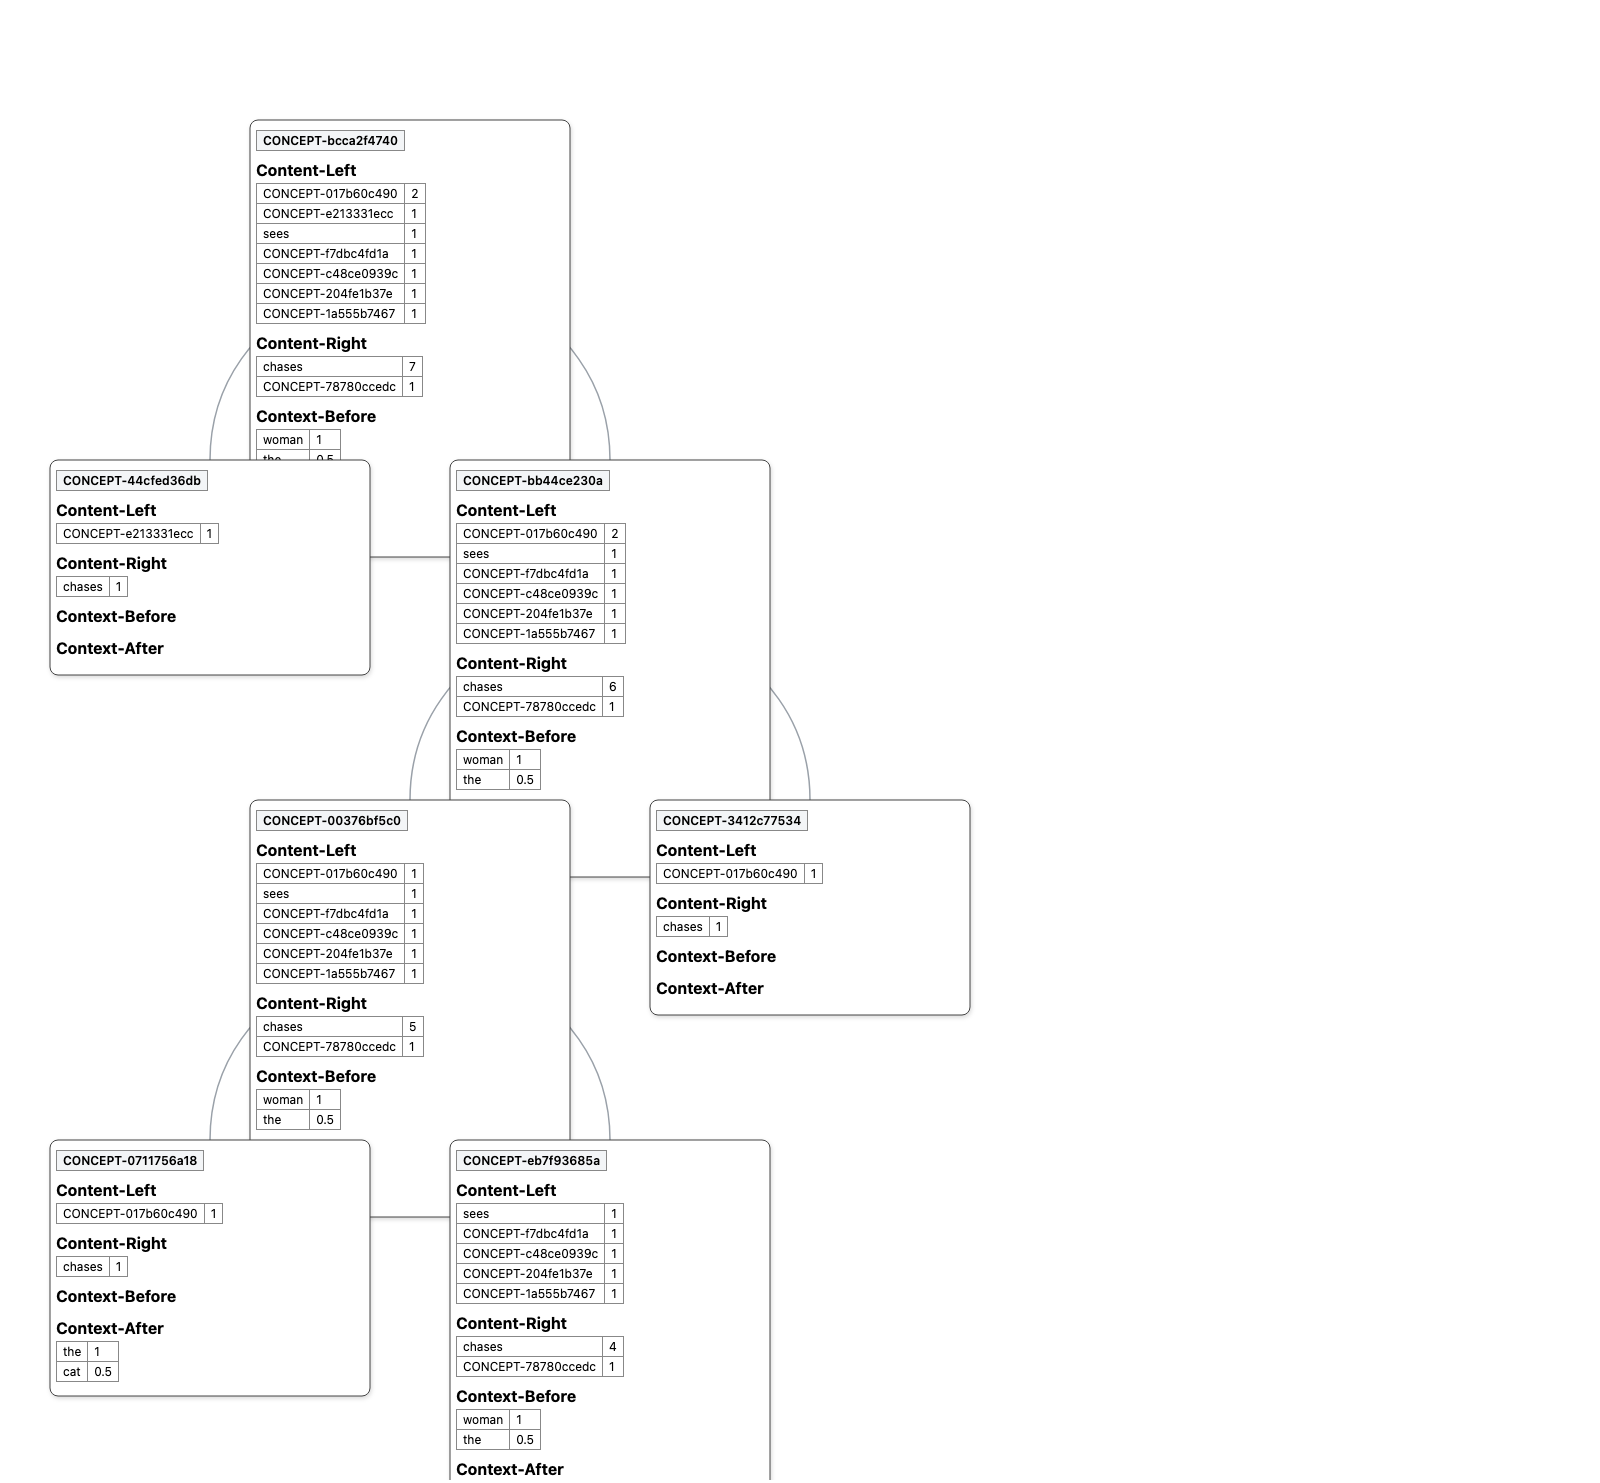 CONCEPT-bcca2f4740
Content-Left
CONCEPT-017b60c490 2
CONCEPT-e213331ecc 1
sees 1
CONCEPT-f7dbc4fd1a 1
CONCEPT-c48ce0939c 1
CONCEPT-204fe1b37e 1
CONCEPT-1a555b7467 1
Content-Right
chases 7
CONCEPT-78780ccedc 1
Context-Before
woman 1
the 0.5
CONCEPT-44cfed36db
Content-Left
CONCEPT-e213331ecc 1
Content-Right
chases 1
Context-Before
Context-After
CONCEPT-bb44ce230a
Content-Left
CONCEPT-017b60c490 2
sees 1
CONCEPT-f7dbc4fd1a 1
CONCEPT-c48ce0939c 1
CONCEPT-204fe1b37e 1
CONCEPT-1a555b7467 1
Content-Right
chases 6
CONCEPT-78780ccedc 1
Context-Before
woman 1
the 0.5
CONCEPT-00376bf5c0
Content-Left
CONCEPT-017b60c490 1
sees 1
CONCEPT-f7dbc4fd1a 1
CONCEPT-c48ce0939c 1
CONCEPT-204fe1b37e 1
CONCEPT-1a555b7467 1
Content-Right
chases 5
CONCEPT-78780ccedc 1
Context-Before
woman 1
the 0.5
CONCEPT-3412c77534
Content-Left
CONCEPT-017b60c490 1
Content-Right
chases 1
Context-Before
Context-After
CONCEPT-0711756a18
Content-Left
CONCEPT-017b60c490 1
Content-Right
chases 1
Context-Before
Context-After
the 1
cat 0.5
CONCEPT-eb7f93685a
Content-Left
sees 1
CONCEPT-f7dbc4fd1a 1
CONCEPT-c48ce0939c 1
CONCEPT-204fe1b37e 1
CONCEPT-1a555b7467 1
Content-Right
chases 4
CONCEPT-78780ccedc 1
Context-Before
woman 1
the 0.5
Context-After